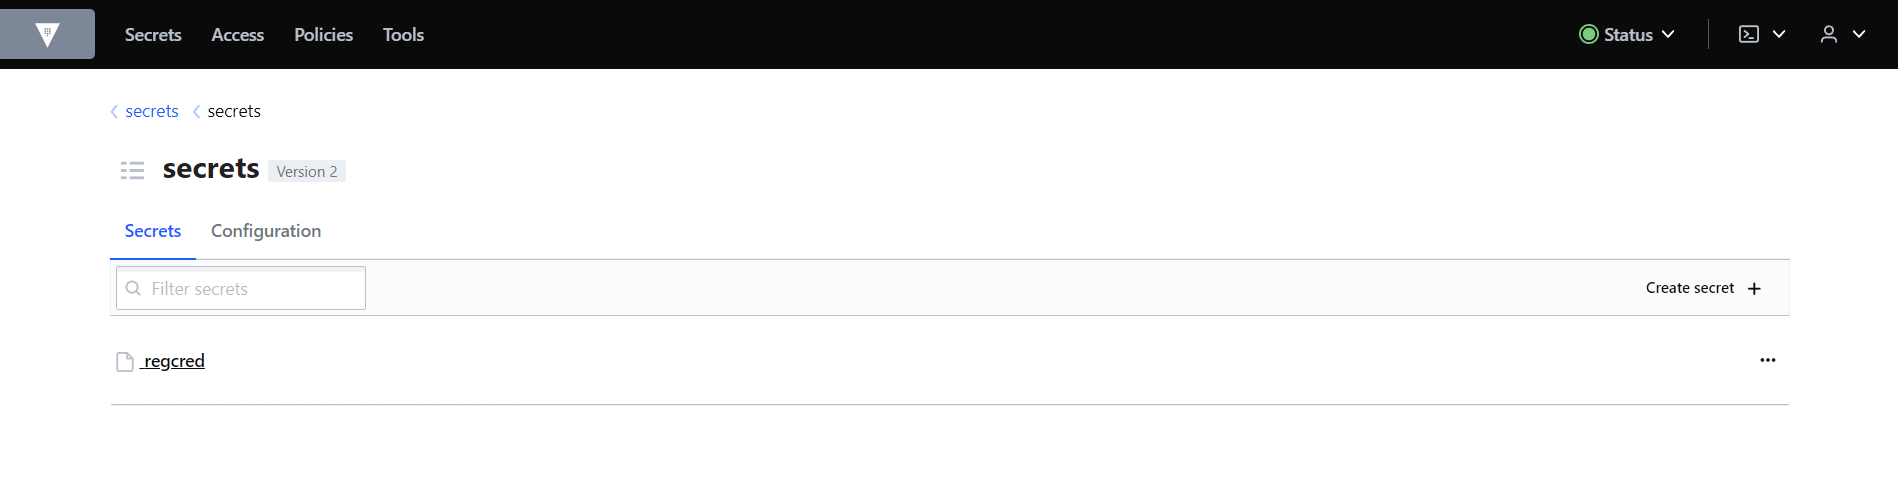 Secrets Access Policies Tools Status
secrets secrets
secrets Version 2
Secrets Configuration
Filter secrets Create secret +
regcred